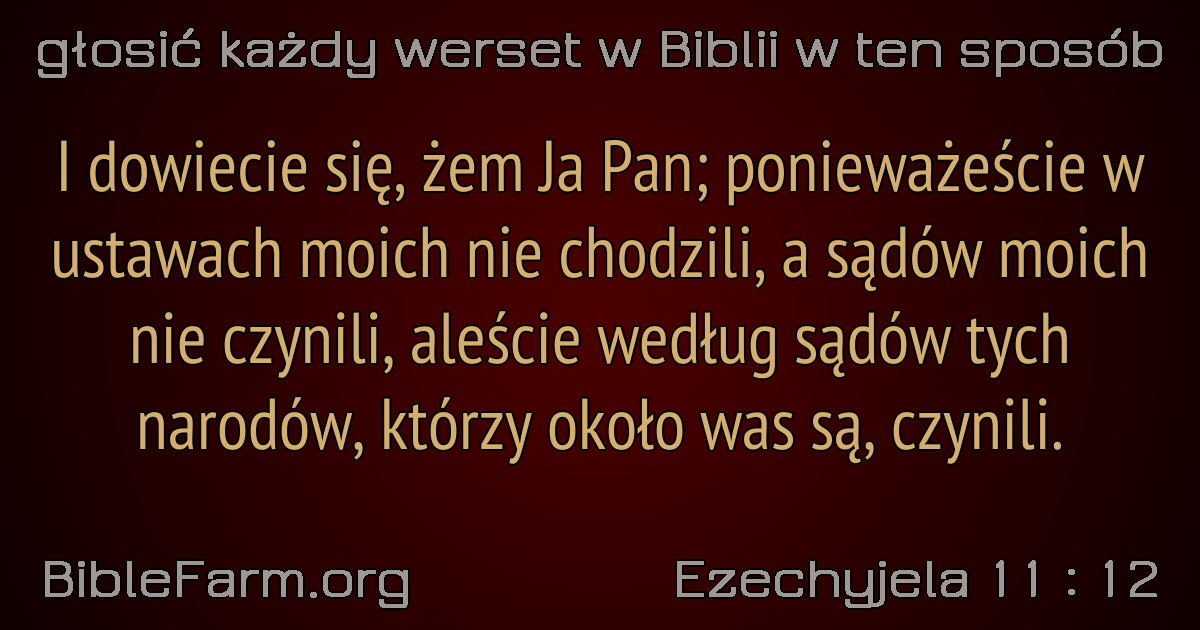 głosić każdy werset w Biblii w ten sposób
I dowiecie się, żem Ja Pan; ponieważeście w
ustawach moich nie chodzili, a sądów moich
nie czynili, aleście według sądów tych
narodów, którzy około was są, czynili.
BibleFarm.org
Ezechyjela 11 : 12